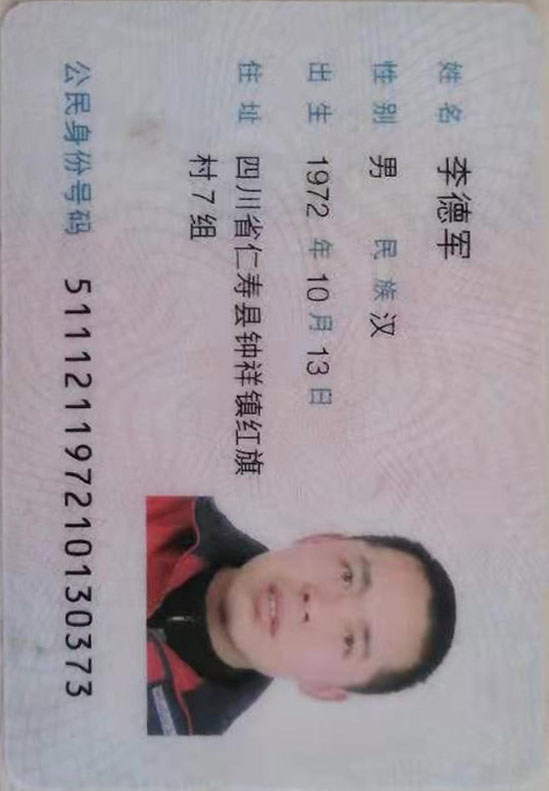 姓名 李德军
性别 男 民族 汉
出生 1972 年 10 月 13 日
住址 四川省仁寿县钟祥镇红旗
村7组
公民身份号码 511121197210130373